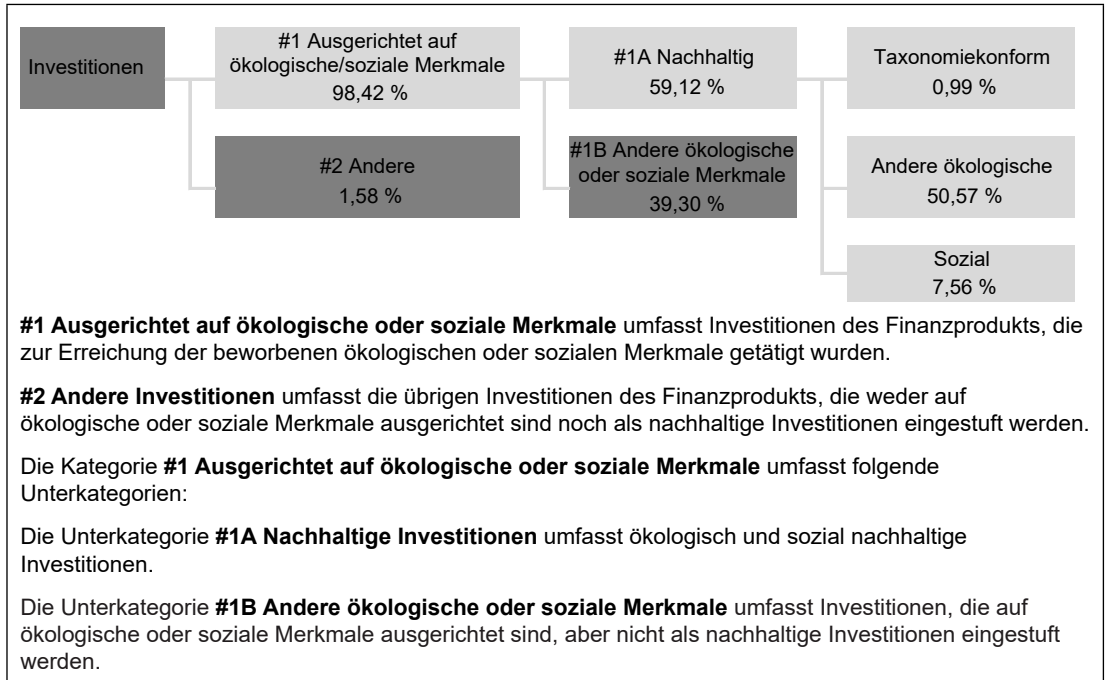 Investitionen
#1 Ausgerichtet auf
ökologische/soziale Merkmale
98,42 %
#2 Andere
1,58 %
#1A Nachhaltig
59,12 %
#1B Andere ökologische
oder soziale Merkmale
39,30 %
Taxonomiekonform
0,99 %
Andere ökologische
50,57 %
Sozial
7,56 %
#1 Ausgerichtet auf ökologische oder soziale Merkmale umfasst Investitionen des Finanzprodukts, die
zur Erreichung der beworbenen ökologischen oder sozialen Merkmale getätigt wurden.
#2 Andere Investitionen umfasst die übrigen Investitionen des Finanzprodukts, die weder auf
ökologische oder soziale Merkmale ausgerichtet sind noch als nachhaltige Investitionen eingestuft werden.
Die Kategorie #1 Ausgerichtet auf ökologische oder soziale Merkmale umfasst folgende
Unterkategorien:
Die Unterkategorie #1A Nachhaltige Investitionen umfasst ökologisch und sozial nachhaltige
Investitionen.
Die Unterkategorie #1B Andere ökologische oder soziale Merkmale umfasst Investitionen, die auf
ökologische oder soziale Merkmale ausgerichtet sind, aber nicht als nachhaltige Investitionen eingestuft
werden.